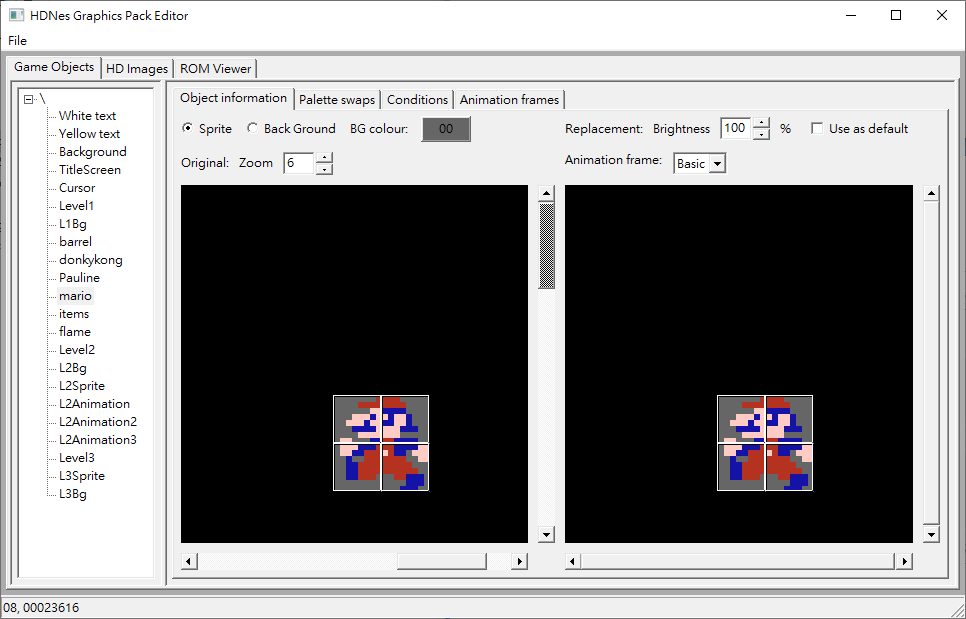 HDNes Graphics Pack Editor
File
Game Objects HD Images ROM Viewer
Object information Palette swaps Conditions Animation frames
Sprite Back Ground BG colour: 00 Replacement: Brightness 100 % Use as default
Original: Zoom 6 Animation frame: Basic
\
White text
Yellow text
Background
TitleScreen
Cursor
Level1
L1Bg
barrel
donkykong
Pauline
mario
items
flame
Level2
L2Bg
L2Sprite
L2Animation
L2Animation2
L2Animation3
Level3
L3Sprite
L3Bg
08, 00023616